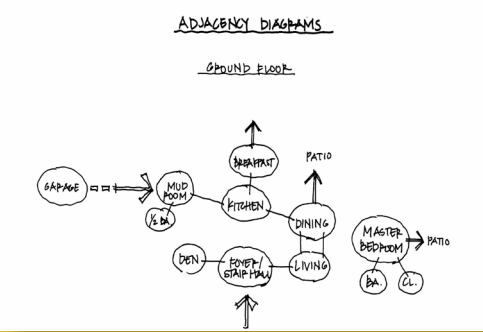 ADJACENCY DIAGRAMS
GROUND FLOOR
BREAKFAST
PATIO
GARAGE
MUD
ROOM
KITCHEN
1/2 BA
DINING
MASTER
BEDROOM
PATIO
DEN
FOYER/
STAIR HALL
LIVING
BA.
CL.